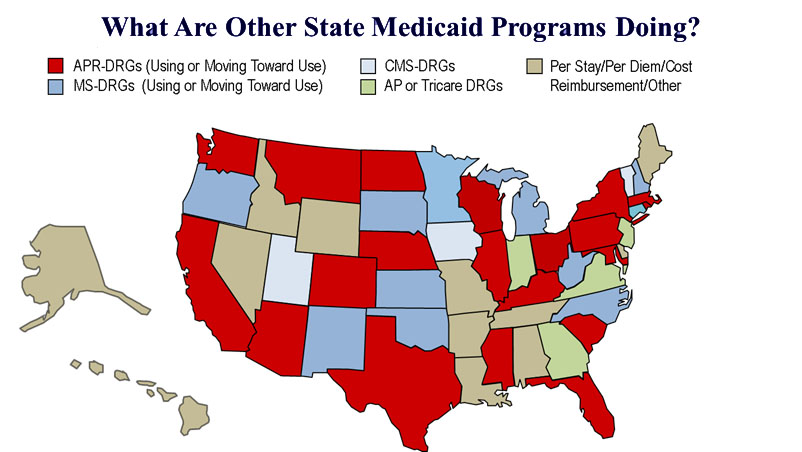 What Are Other State Medicaid Programs Doing?
APR-DRGs (Using or Moving Toward Use)
CMS-DRGs
Per Stay/Per Diem/Cost
MS-DRGs (Using or Moving Toward Use)
AP or Tricare DRGs
Reimbursement/Other